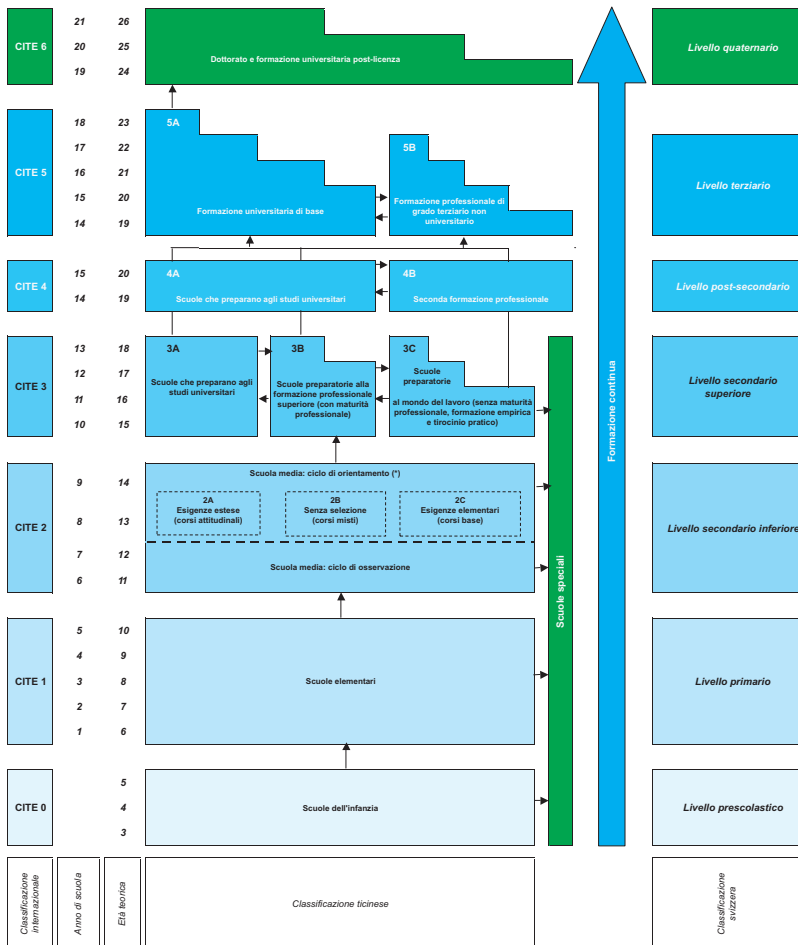 CITE 6
21 26
20 25
19 24
Dottorato e formazione universitaria post-licenza
Livello quaternario
CITE 5
18 23
17 22
16 21
15 20
14 19
5A
Formazione universitaria di base
5B
Formazione professionale di
grado terziario non
universitario
Livello terziario
CITE 4
15 20
14 19
4A
Scuole che preparano agli studi universitari
4B
Seconda formazione professionale
Livello post-secondario
CITE 3
13 18
12 17
11 16
10 15
3A
Scuole che preparano agli
studi universitari
3B
Scuole preparatorie alla
formazione professionale
superiore (con maturità
professionale)
3C
Scuole
preparatorie
al mondo del lavoro (senza maturità
professionale, formazione empirica
e tirocinio pratico)
Livello secondario
superiore
CITE 2
9 14
8 13
7 12
6 11
Scuola media: ciclo di orientamento (*)
2A
Esigenze estese
(corsi attitudinali)
2B
Senza selezione
(corsi misti)
2C
Esigenze elementari
(corsi base)
Scuola media: ciclo di osservazione
Livello secondario inferiore
CITE 1
5 10
4 9
3 8
2 7
1 6
Scuole elementari
Livello primario
CITE 0
5
4
3
Scuole dell'infanzia
Livello prescolastico
Scuole speciali
Formazione continua
Classificazione
internazionale
Anno di scuola
Età teorica
Classificazione ticinese
Classificazione
svizzera